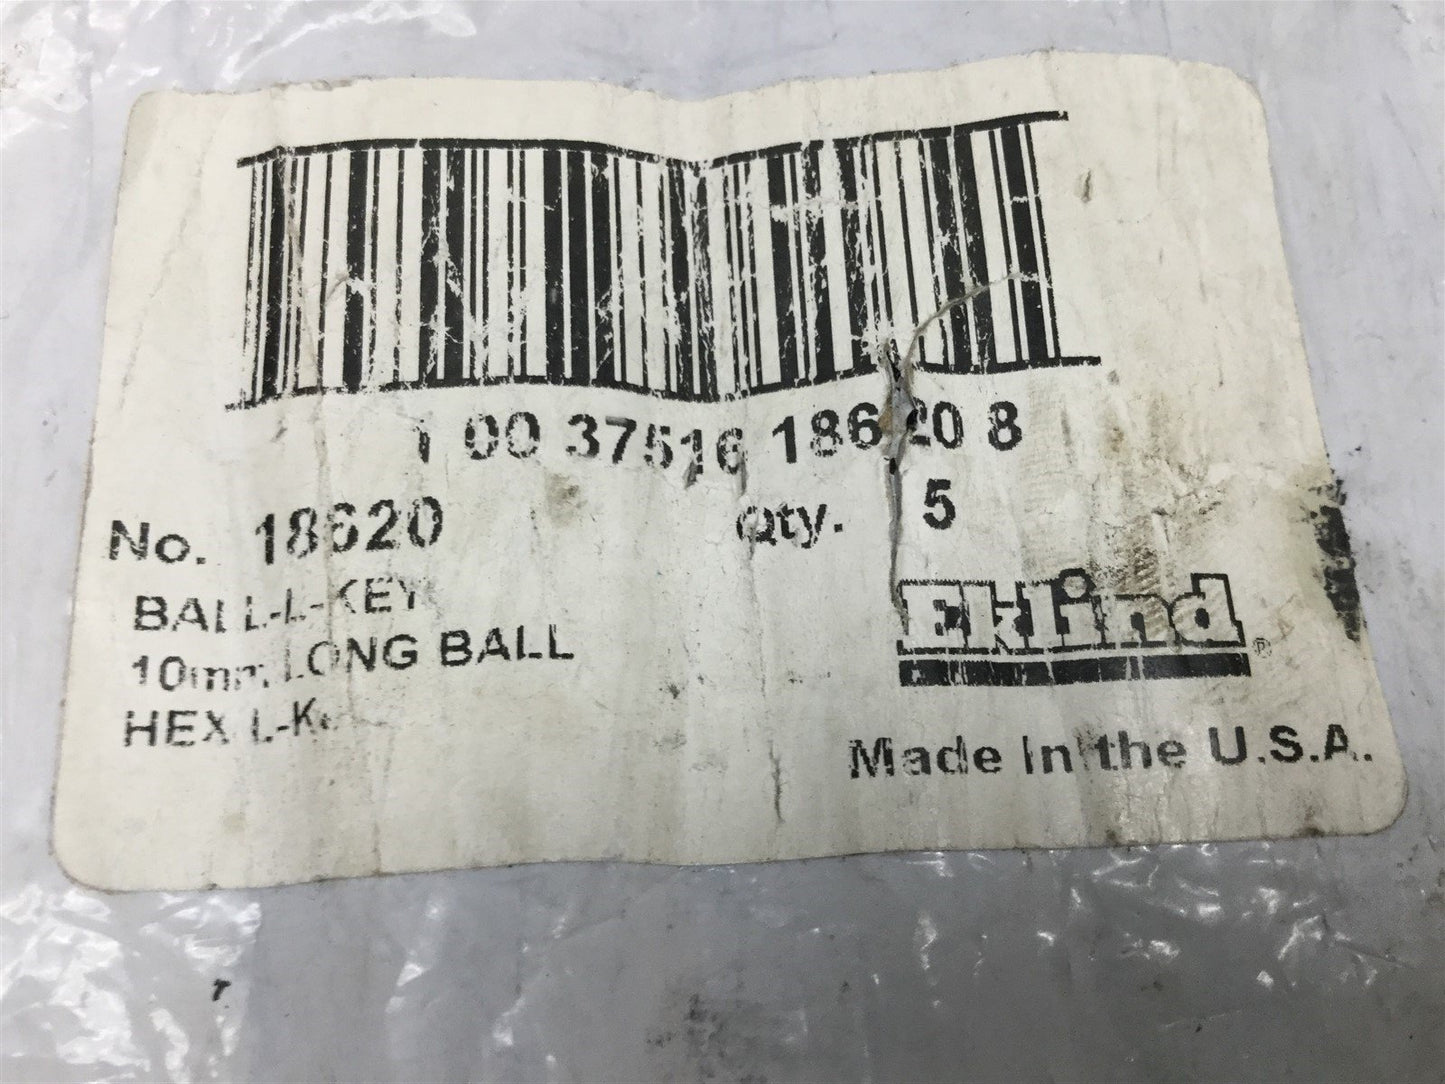 1 00 37516 18620 8
No. 18620 Qty. 5
BALL-L-KEY
10mm LONG BALL
HEX L-Key
Eklind®
Made In the U.S.A.